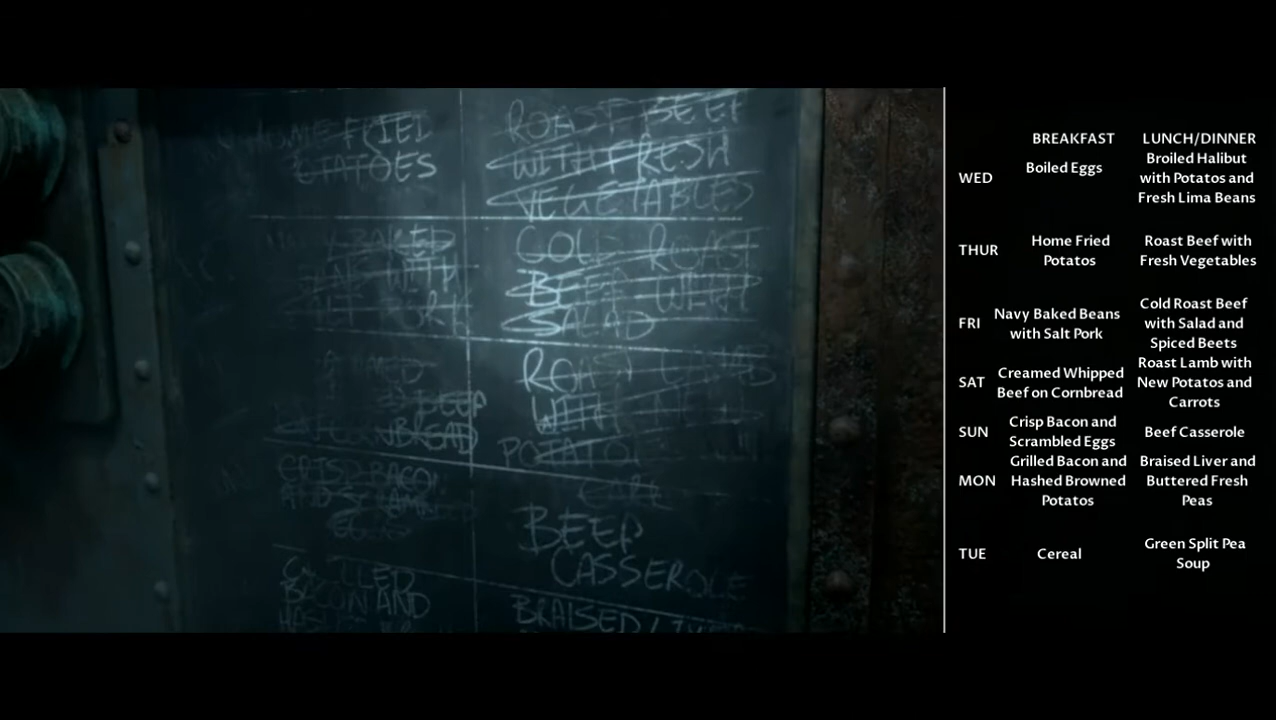 HOME FRIED
POTATOES
ROAST BEEF
WITH FRESH
VEGETABLES
BAKED
WITH
PORK
COLD ROAST
BEEF WITH
SALAD
ROAST LAMB
WITH
POTATOES
BEEF
CORNBREAD
CRISP BACON
AND SCRAM
EGGS
BEEF
CASSEROLE
GRILLED
BACON AND
BRAISED LIVER
BREAKFAST LUNCH/DINNER
WED Boiled Eggs Broiled Halibut
with Potatos and
Fresh Lima Beans
THUR Home Fried
Potatos
Roast Beef with
Fresh Vegetables
FRI Navy Baked Beans
with Salt Pork
Cold Roast Beef
with Salad and
Spiced Beets
SAT Creamed Whipped
Beef on Cornbread
Roast Lamb with
New Potatos and
Carrots
SUN Crisp Bacon and
Scrambled Eggs
Beef Casserole
MON Grilled Bacon and
Hashed Browned
Potatos
Braised Liver and
Buttered Fresh
Peas
TUE Cereal Green Split Pea
Soup